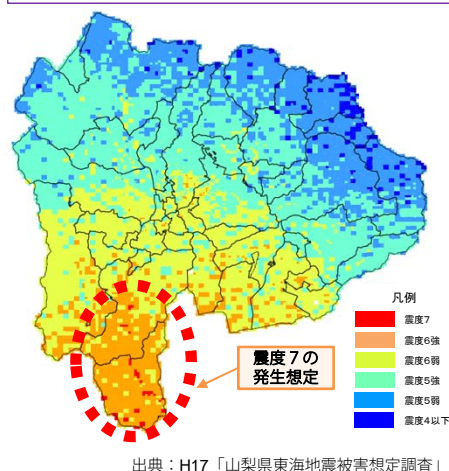 凡例
震度7
震度6強
震度6弱
震度5強
震度5弱
震度4以下
震度７の
発生想定
出典：H17「山梨県東海地震被害想定調査」